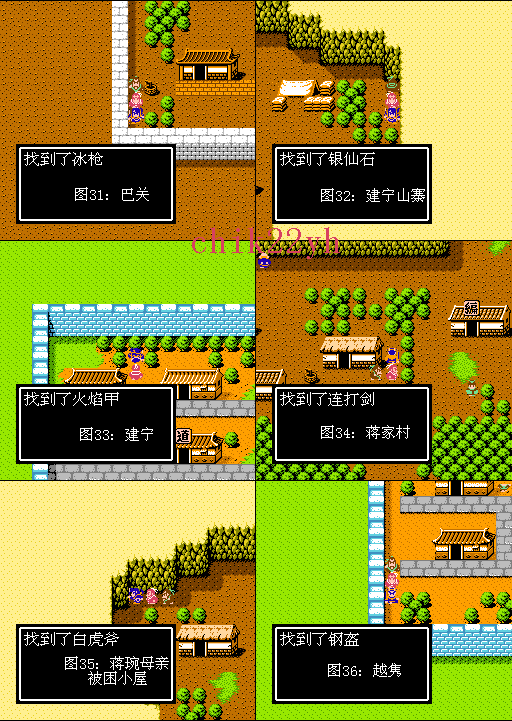 找到了冰枪
图31：巴关
找到了银仙石
图32：建宁山寨
chlk22yh
找到了火焰甲
图33：建宁
道
编
找到了连打剑
图34：蒋家村
找到了白虎斧
图35：蒋琬母亲
被困小屋
找到了钢盔
图36：越隽